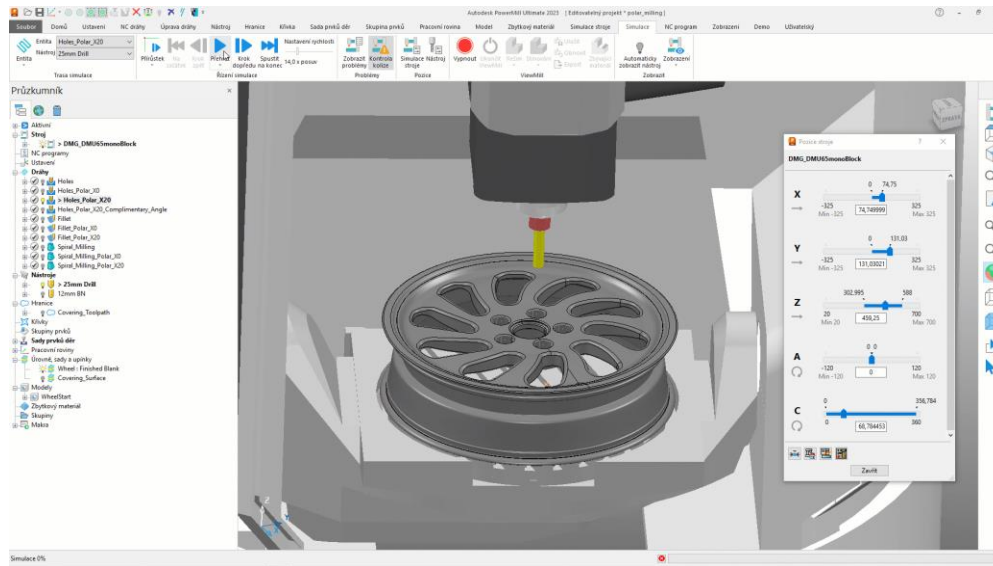 Autodesk PowerMill Ultimate 2023 [ Editovatelný projekt * polar_milling ]
Soubor Domů Ustavení NC dráhy Úprava dráhy Nástroj Hranice Křivka Sada prvků děr Skupina prvků Pracovní rovina Model Zbytkový materiál Simulace stroje Simulace NC program Zobrazení Demo Uživatelský
Entita Holes_Polar_X20
Nástroj 25mm Drill
Entita
Přírůstek
Krok dopředu
Spustit na konec
Nastavení rychlosti
14,0 x posuv
Zobrazit problémy
Kontrola kolize
Simulace stroje
Nástroj
Vypnout
Automaticky zobrazit nástroj
Zobrazení
Trasa simulace Řízení simulace Problémy Pozice ViewMill Zobrazit
Průzkumník
Aktivní
Stroj
> DMG_DMU65monoBlock
NC programy
Ustavení
Dráhy
Holes
Holes_Polar_X0
> Holes_Polar_X20
Holes_Polar_X20_Complimentary_Angle
Fillet
Fillet_Polar_X0
Fillet_Polar_X20
Spiral_Milling
Spiral_Milling_Polar_X0
Spiral_Milling_Polar_X20
Nástroje
> 25mm Drill
12mm BN
Hranice
Covering_Toolpath
Křivky
Skupiny prvků
Sady prvků děr
Pracovní roviny
Úrovně, sady a upínky
Wheel : Finished Blank
Covering_Surface
Modely
WheelStart
Zbytkový materiál
Skupiny
Makra
Posuv stroje
DMG_DMU65monoBlock
0 74,75
X
-325 74,749999 325
Min -325 Max 325
0 131,03
Y
-325 131,03021 325
Min -325 Max 325
302,995 588
Z
20 458,25 700
Min 20 Max 700
0 0
A
-120 0 120
Min -120 Max 120
0 356,784
C
0 68,784453 360
Zavřít
Simulace 0%